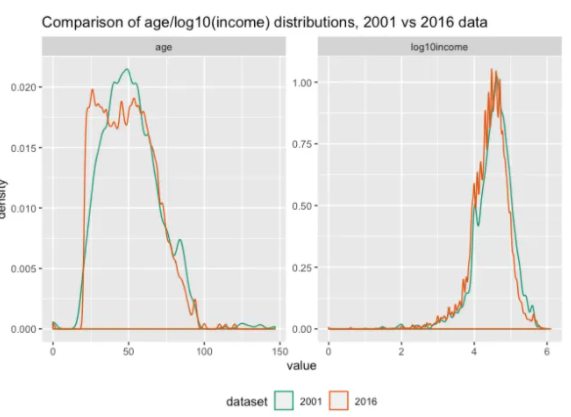 Comparison of age/log10(income) distributions, 2001 vs 2016 data
age
log10income
density
0.020
0.015
0.010
0.005
0.000
1.00
0.75
0.50
0.25
0.00
0 50 100 150
0 2 4 6
value
dataset 2001 2016